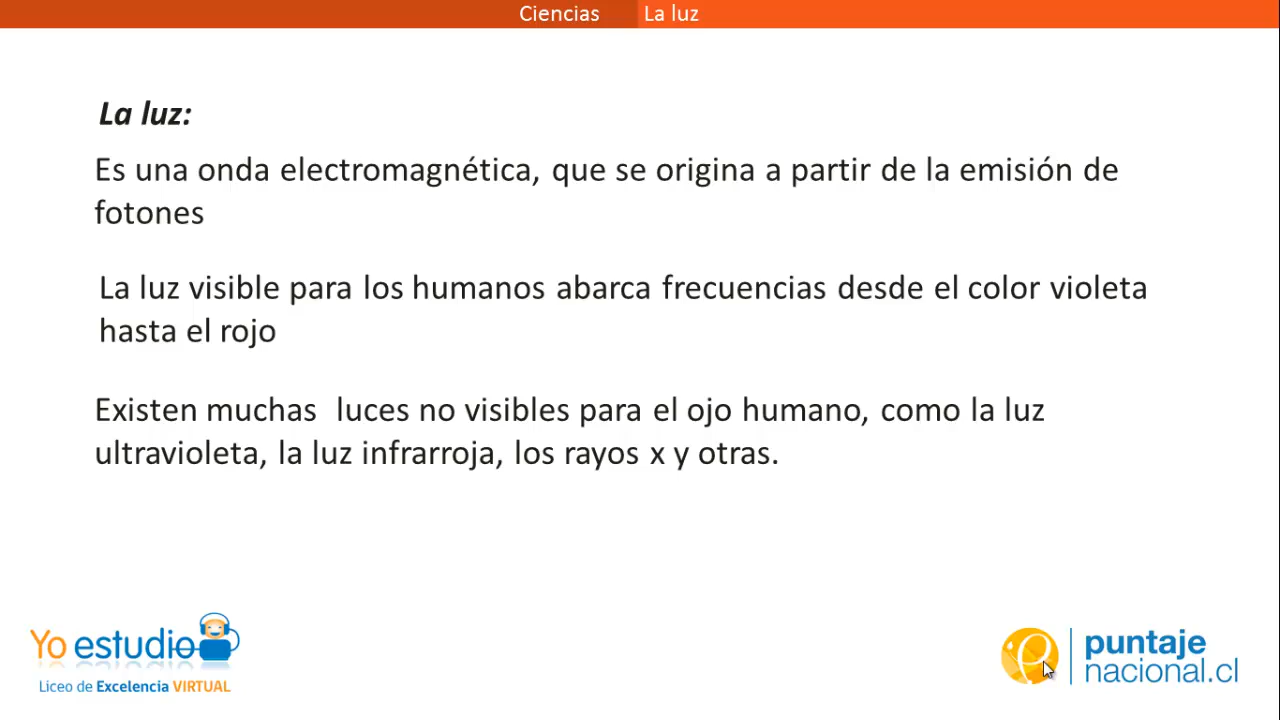 Ciencias La luz
La luz:
Es una onda electromagnética, que se origina a partir de la emisión de
fotones
La luz visible para los humanos abarca frecuencias desde el color violeta
hasta el rojo
Existen muchas luces no visibles para el ojo humano, como la luz
ultravioleta, la luz infrarroja, los rayos x y otras.
Yo estudio
Liceo de Excelencia VIRTUAL
puntaje
nacional.cl